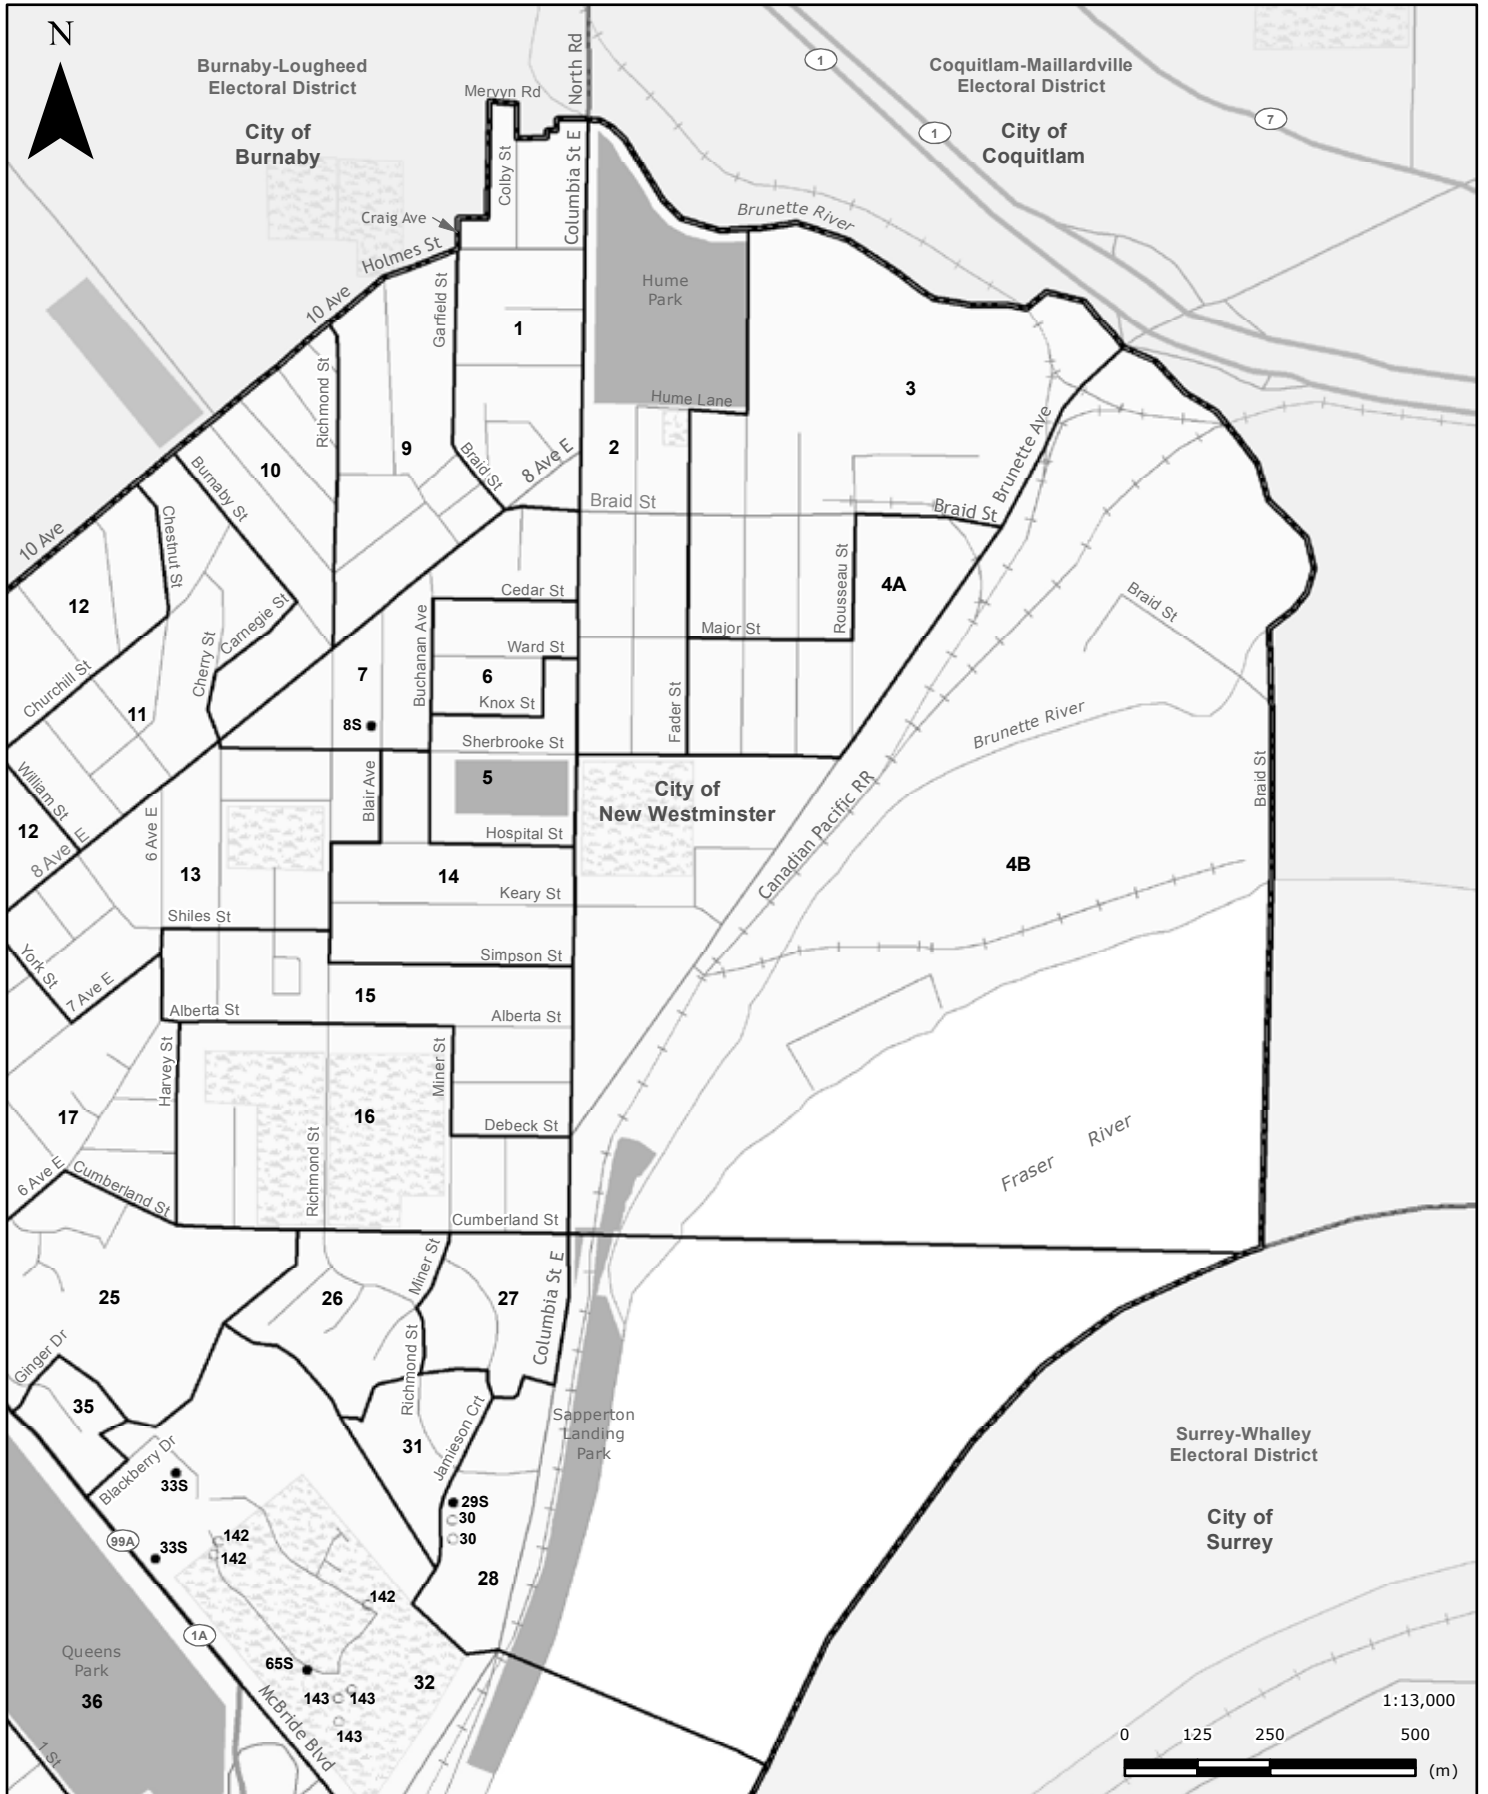 N
Burnaby-Lougheed
Electoral District
City of
Burnaby
Mervyn Rd
North Rd
Coquitlam-Maillardville
Electoral District
City of
Coquitlam
1
1
7
Colby St
Columbia St E
Craig Ave
Holmes St
10 Ave
Brunette River
Hume
Park
Garfield St
1
Richmond St
3
Hume Lane
2
9
10
Braid St
8 Ave E
Brunette Ave
Burnaby St
Braid St
Braid St
Chestnut St
10 Ave
Rousseau St
4A
Cedar St
Braid St
12
Carnegie St
Buchanan Ave
Major St
Ward St
Cherry St
7
6
Churchill St
Knox St
Fader St
11
8S
Sherbrooke St
Brunette River
William St
Blair Ave
5
City of
New Westminster
Braid St
Canadian Pacific RR
12
8 Ave E
6 Ave E
Hospital St
13
14
4B
Keary St
Shiles St
York St
7 Ave E
Simpson St
15
Alberta St
Alberta St
Harvey St
Miner St
17
16
Debeck St
Fraser River
6 Ave E
Cumberland St
Richmond St
Cumberland St
Miner St
25
26
27
Columbia St E
Ginger Dr
Richmond St
35
Jamieson Crt
Sapperton
Landing
Park
31
Surrey-Whalley
Electoral District
Blackberry Dr
33S
29S
30
30
City of
Surrey
99A
33S
142
142
28
142
1A
Queens
Park
36
65S
32
143
143
143
McBride Blvd
1 St
1:13,000
0 125 250 500
(m)